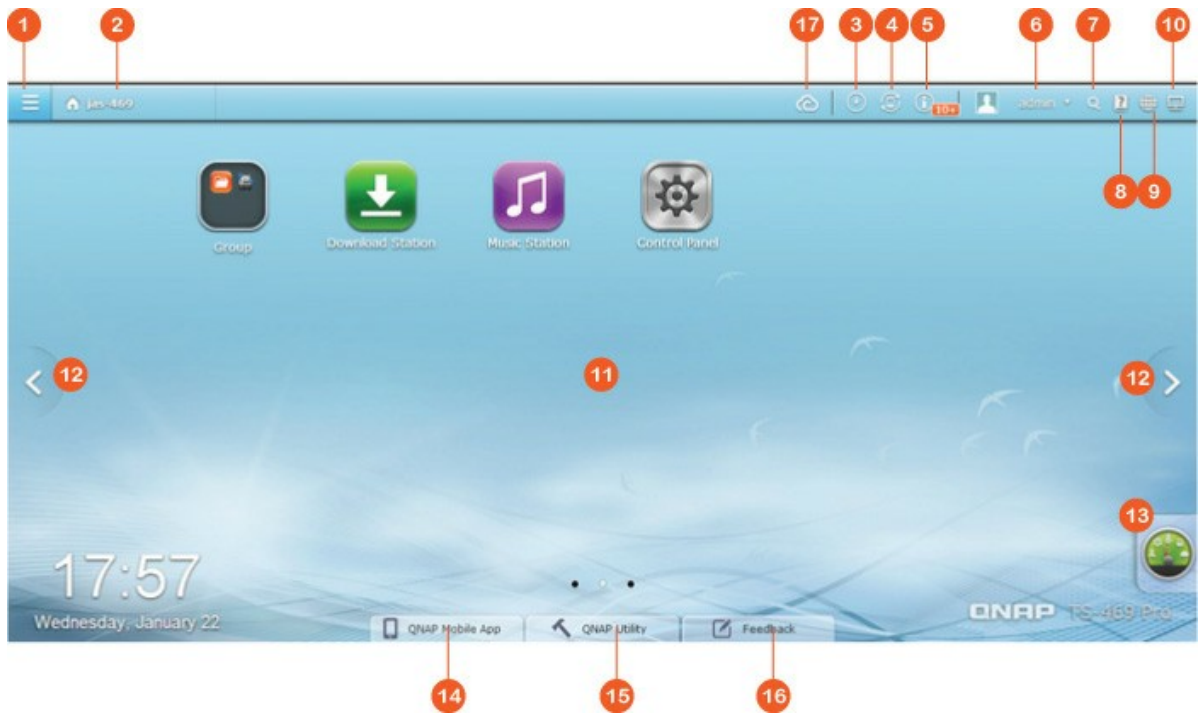 1
2
17
3
4
5
6
7
10
jas-469
10+
admin
?
8
9
Group
Download Station
Music Station
Control Panel
12
11
12
13
17:57
Wednesday, January 22
QNAP TS-469 Pro
QNAP Mobile App
QNAP Utility
Feedback
14
15
16